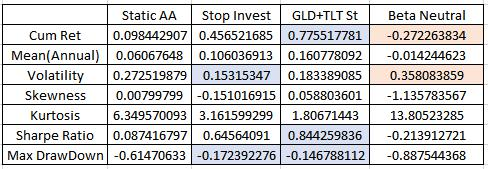 Static AA Stop Invest GLD+TLT St Beta Neutral
Cum Ret 0.098442907 0.456521685 0.775517781 -0.272263834
Mean(Annual) 0.06067648 0.106036913 0.160778092 -0.014244623
Volatility 0.272519879 0.15315347 0.183389085 0.358083859
Skewness 0.00799799 -0.151016915 0.058803601 -1.135783567
Kurtosis 6.349570093 3.161599299 1.80671443 13.80523285
Sharpe Ratio 0.087416797 0.64564091 0.844259836 -0.213912721
Max DrawDown -0.61470633 -0.172392276 -0.146788112 -0.887544368